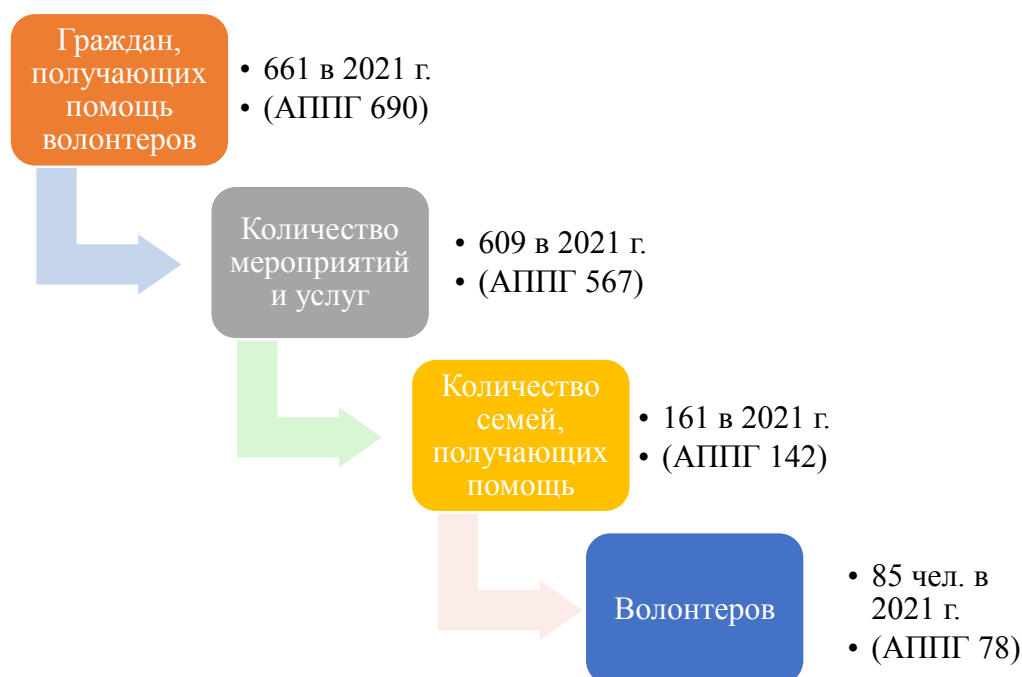 Граждан,
получающих
помощь
волонтеров
• 661 в 2021 г.
• (АППГ 690)
Количество
мероприятий
и услуг
• 609 в 2021 г.
• (АППГ 567)
Количество
семей,
получающих
помощь
• 161 в 2021 г.
• (АППГ 142)
Волонтеров
• 85 чел. в
2021 г.
• (АППГ 78)